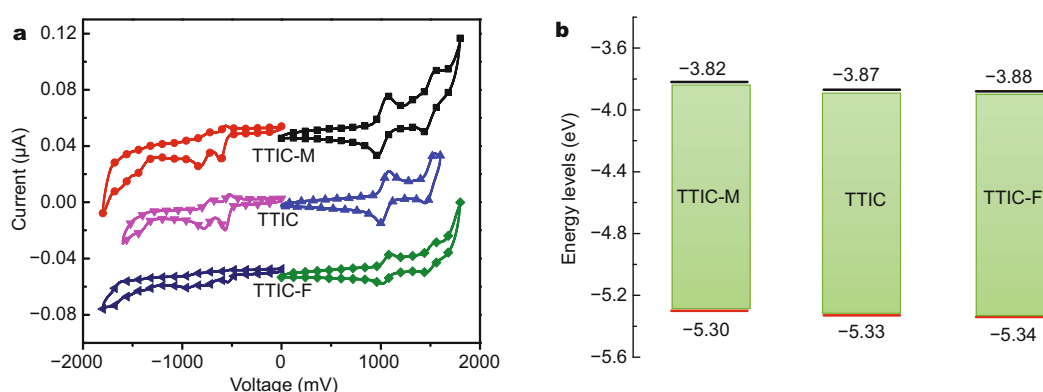 a
0.12
0.08
0.04
0.00
−0.04
−0.08
Current (µA)
TTIC-M
TTIC
TTIC-F
−2000
−1000
0
1000
2000
Voltage (mV)
b
−3.6
−4.0
−4.4
−4.8
−5.2
−5.6
Energy levels (eV)
−3.82
−3.87
−3.88
TTIC-M
TTIC
TTIC-F
−5.30
−5.33
−5.34